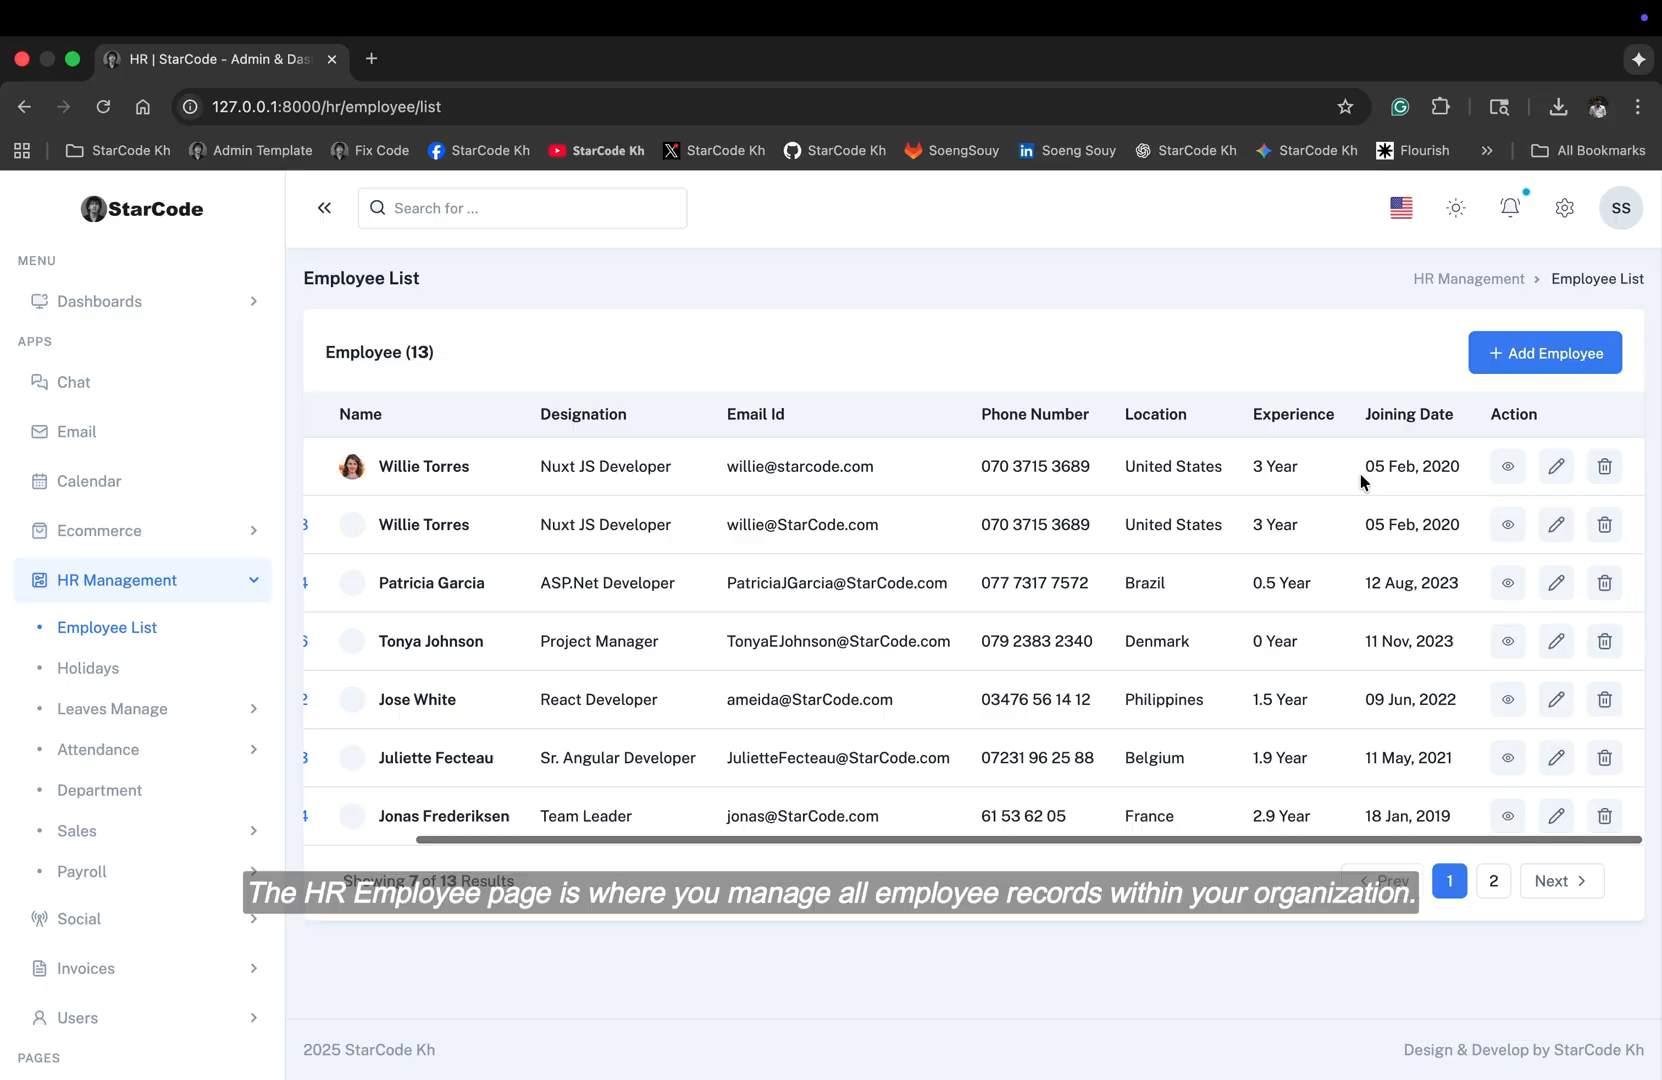 HR | StarCode - Admin & Das
127.0.0.1:8000/hr/employee/list
StarCode Kh
Admin Template
Fix Code
StarCode Kh
StarCode Kh
StarCode Kh
StarCode Kh
SoengSouy
Soeng Souy
StarCode Kh
StarCode Kh
Flourish
All Bookmarks
StarCode
Search for ...
SS
MENU
Dashboards
APPS
Chat
Email
Calendar
Ecommerce
HR Management
Employee List
Holidays
Leaves Manage
Attendance
Department
Sales
Payroll
Social
Invoices
Users
PAGES
Employee List
HR Management > Employee List
Employee (13)
+ Add Employee
Name Designation Email Id Phone Number Location Experience Joining Date Action
Willie Torres Nuxt JS Developer willie@starcode.com 070 3715 3689 United States 3 Year 05 Feb, 2020
Willie Torres Nuxt JS Developer willie@StarCode.com 070 3715 3689 United States 3 Year 05 Feb, 2020
Patricia Garcia ASP.Net Developer PatriciaJGarcia@StarCode.com 077 7317 7572 Brazil 0.5 Year 12 Aug, 2023
Tonya Johnson Project Manager TonyaEJohnson@StarCode.com 079 2383 2340 Denmark 0 Year 11 Nov, 2023
Jose White React Developer ameida@StarCode.com 03476 56 14 12 Philippines 1.5 Year 09 Jun, 2022
Juliette Fecteau Sr. Angular Developer JulietteFecteau@StarCode.com 07231 96 25 88 Belgium 1.9 Year 11 May, 2021
Jonas Frederiksen Team Leader jonas@StarCode.com 61 53 62 05 France 2.9 Year 18 Jan, 2019
Showing 7 of 13 Results
< Prev 1 2 Next >
The HR Employee page is where you manage all employee records within your organization.
2025 StarCode Kh
Design & Develop by StarCode Kh